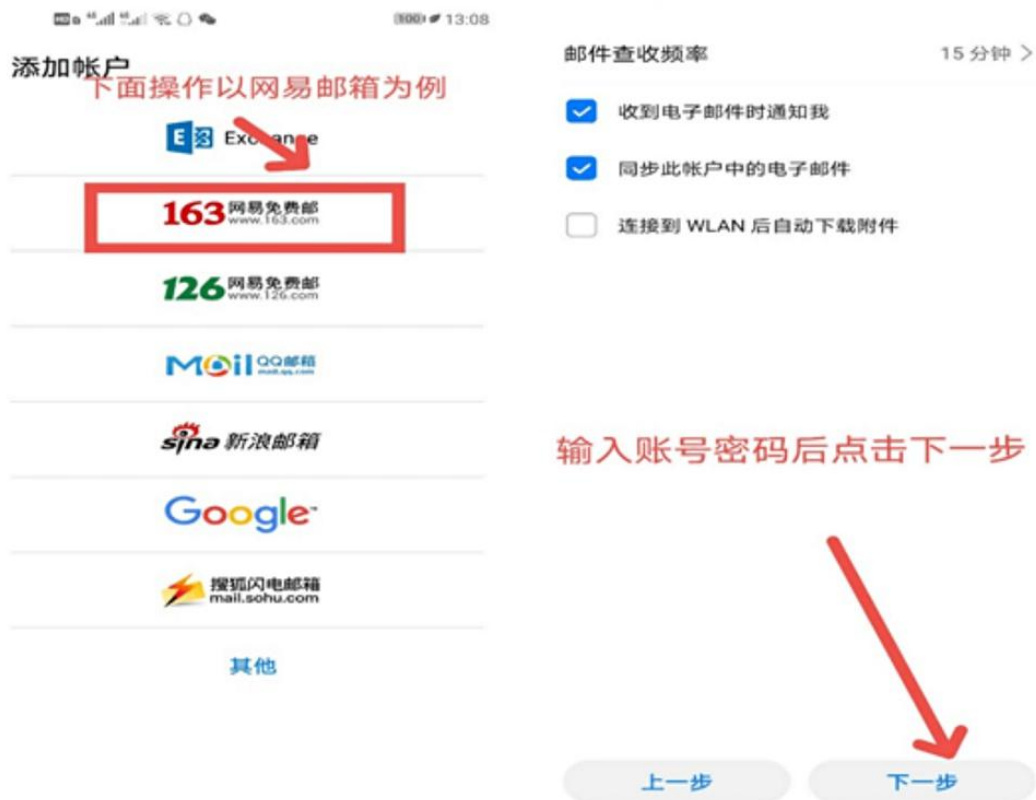 100 13:08
添加帐户
下面操作以网易邮箱为例
163 网易免费邮
www.163.com
126 网易免费邮
www.126.com
Mail QQ邮箱
mail.qq.com
sina 新浪邮箱
Google
搜狐闪电邮箱
mail.sohu.com
其他
邮件查收频率 15 分钟
收到电子邮件时通知我
同步此帐户中的电子邮件
连接到 WLAN 后自动下载附件
输入账号密码后点击下一步
上一步 下一步